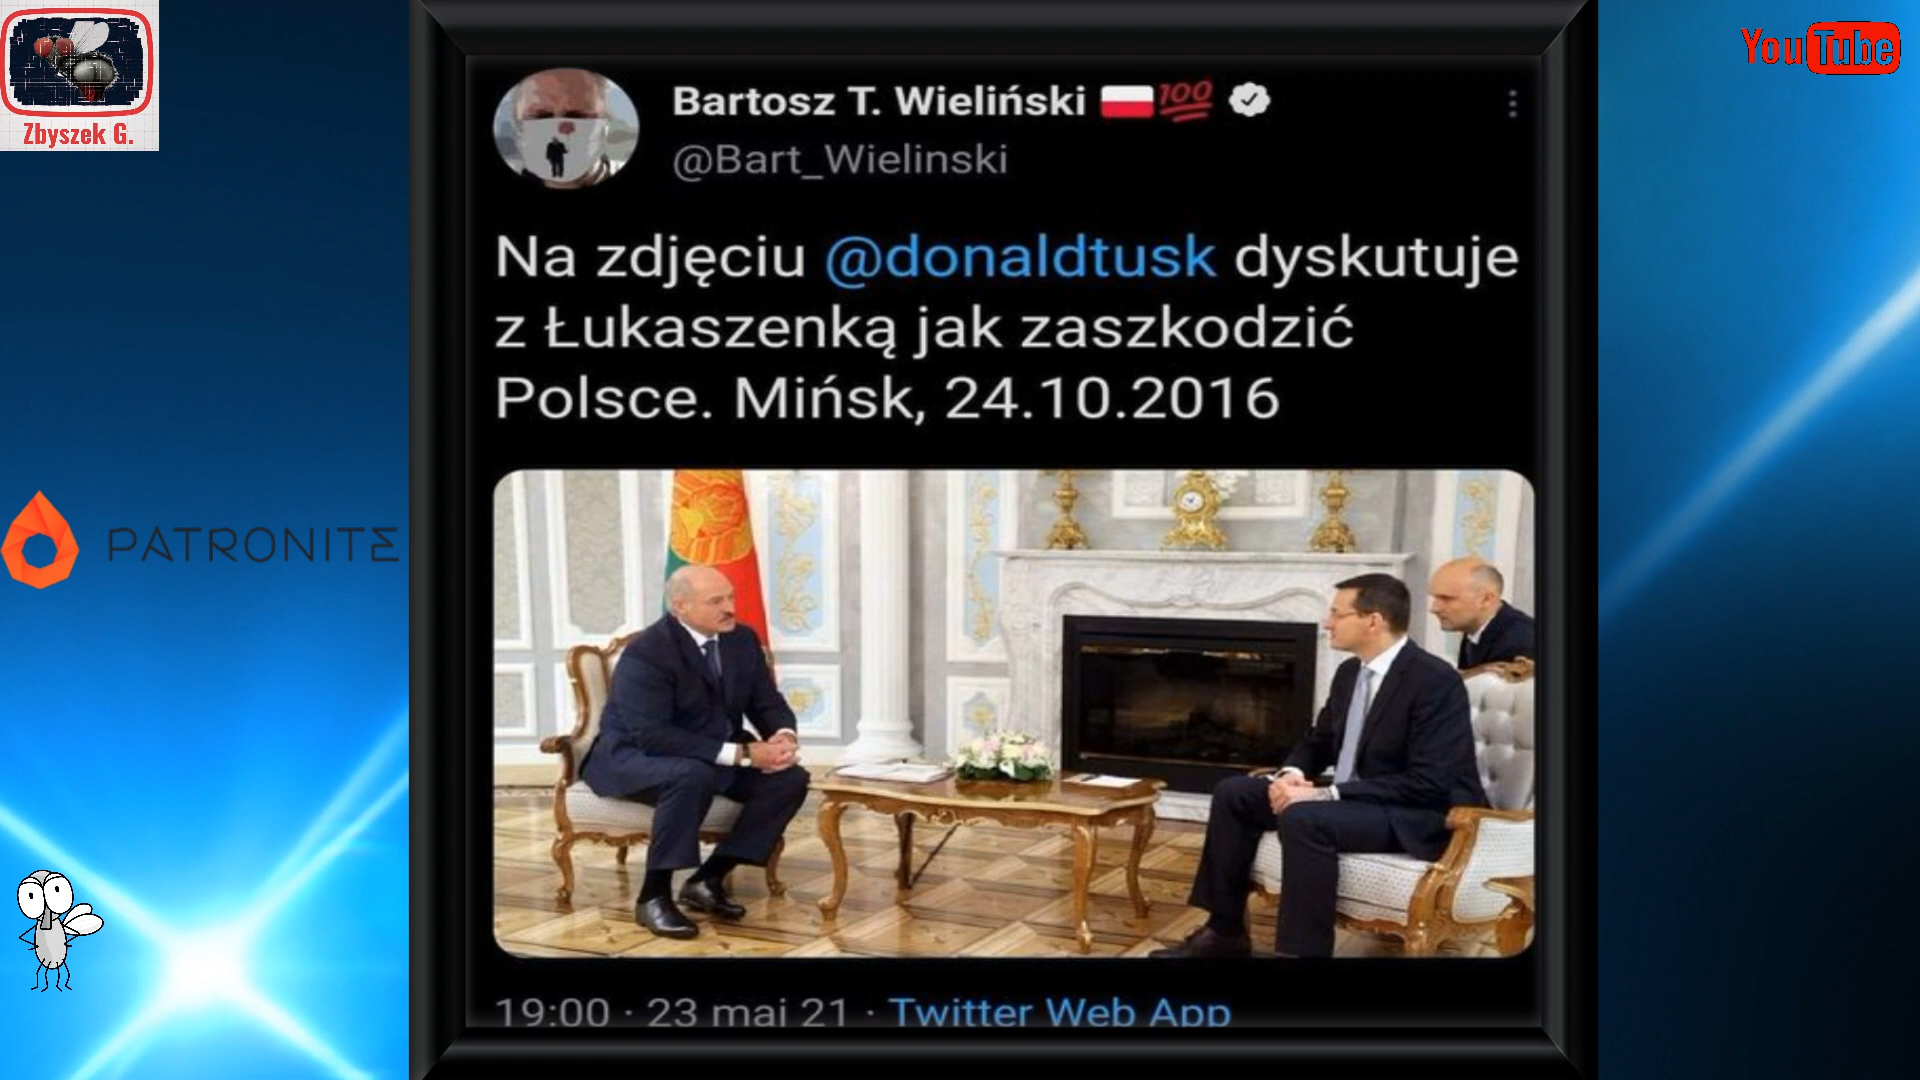 Zbyszek G.
YouTube
PATRONITE
Bartosz T. Wieliński 🇵🇱💯
@Bart_Wielinski
Na zdjęciu @donaldtusk dyskutuje
z Łukaszenką jak zaszkodzić
Polsce. Mińsk, 24.10.2016
19:00 · 23 maj 21 · Twitter Web App